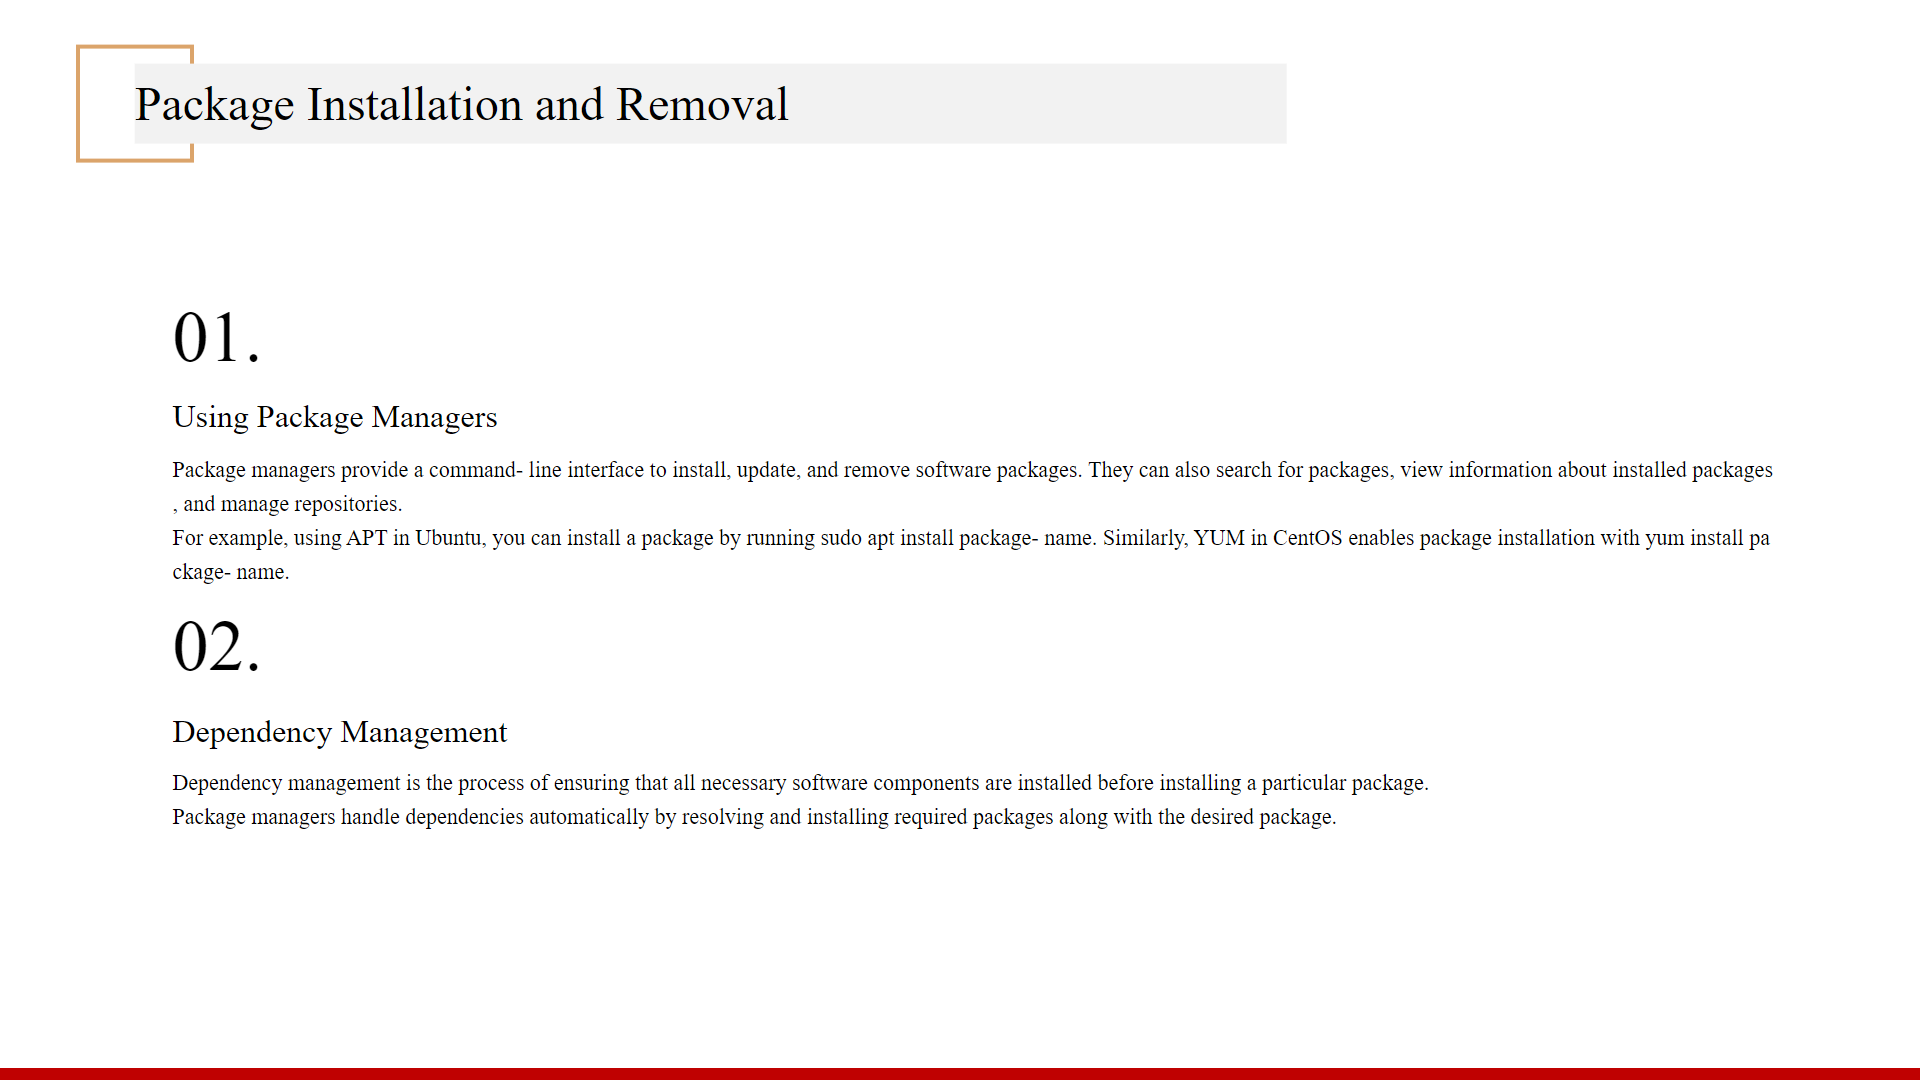 Package Installation and Removal
01.
Using Package Managers
Package managers provide a command- line interface to install, update, and remove software packages. They can also search for packages, view information about installed packages
, and manage repositories.
For example, using APT in Ubuntu, you can install a package by running sudo apt install package- name. Similarly, YUM in CentOS enables package installation with yum install pa
ckage- name.
02.
Dependency Management
Dependency management is the process of ensuring that all necessary software components are installed before installing a particular package.
Package managers handle dependencies automatically by resolving and installing required packages along with the desired package.